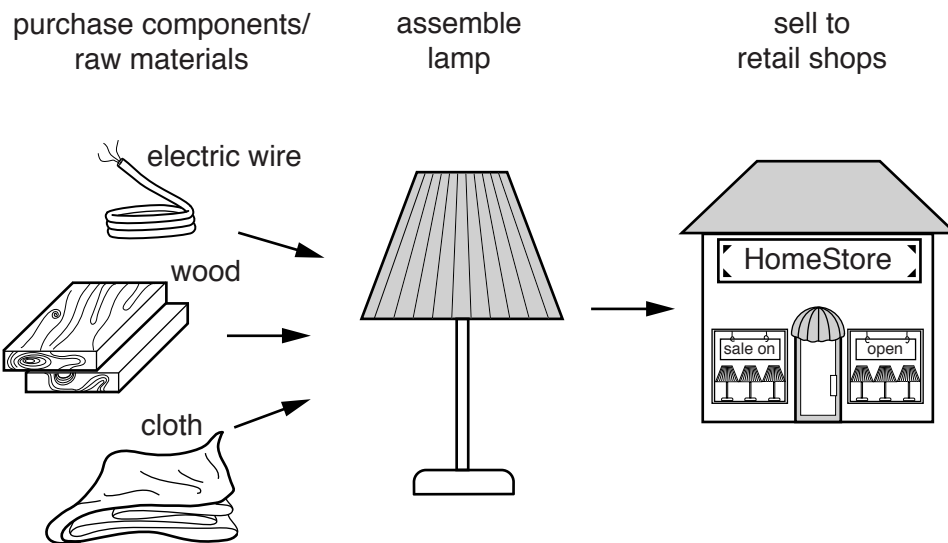 purchase components/
raw materials
assemble
lamp
sell to
retail shops
electric wire
wood
cloth
HomeStore
sale on
open